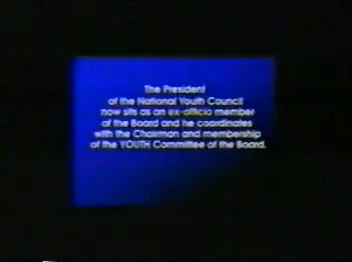 The President
of the National Youth Council
now sits as an ex-officio member
of the Board and he coordinates
with the Chairman and membership
of the YOUTH Committee of the Board.